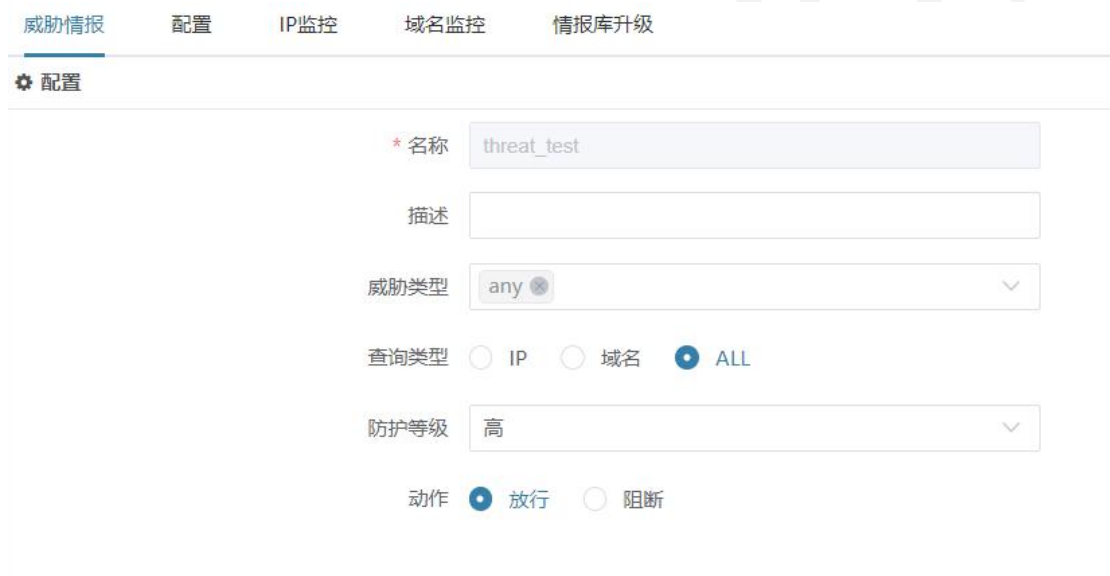 威胁情报 配置 IP监控 域名监控 情报库升级
配置
* 名称 threat_test
描述
威胁类型 any
查询类型 IP 域名 ALL
防护等级 高
动作 放行 阻断